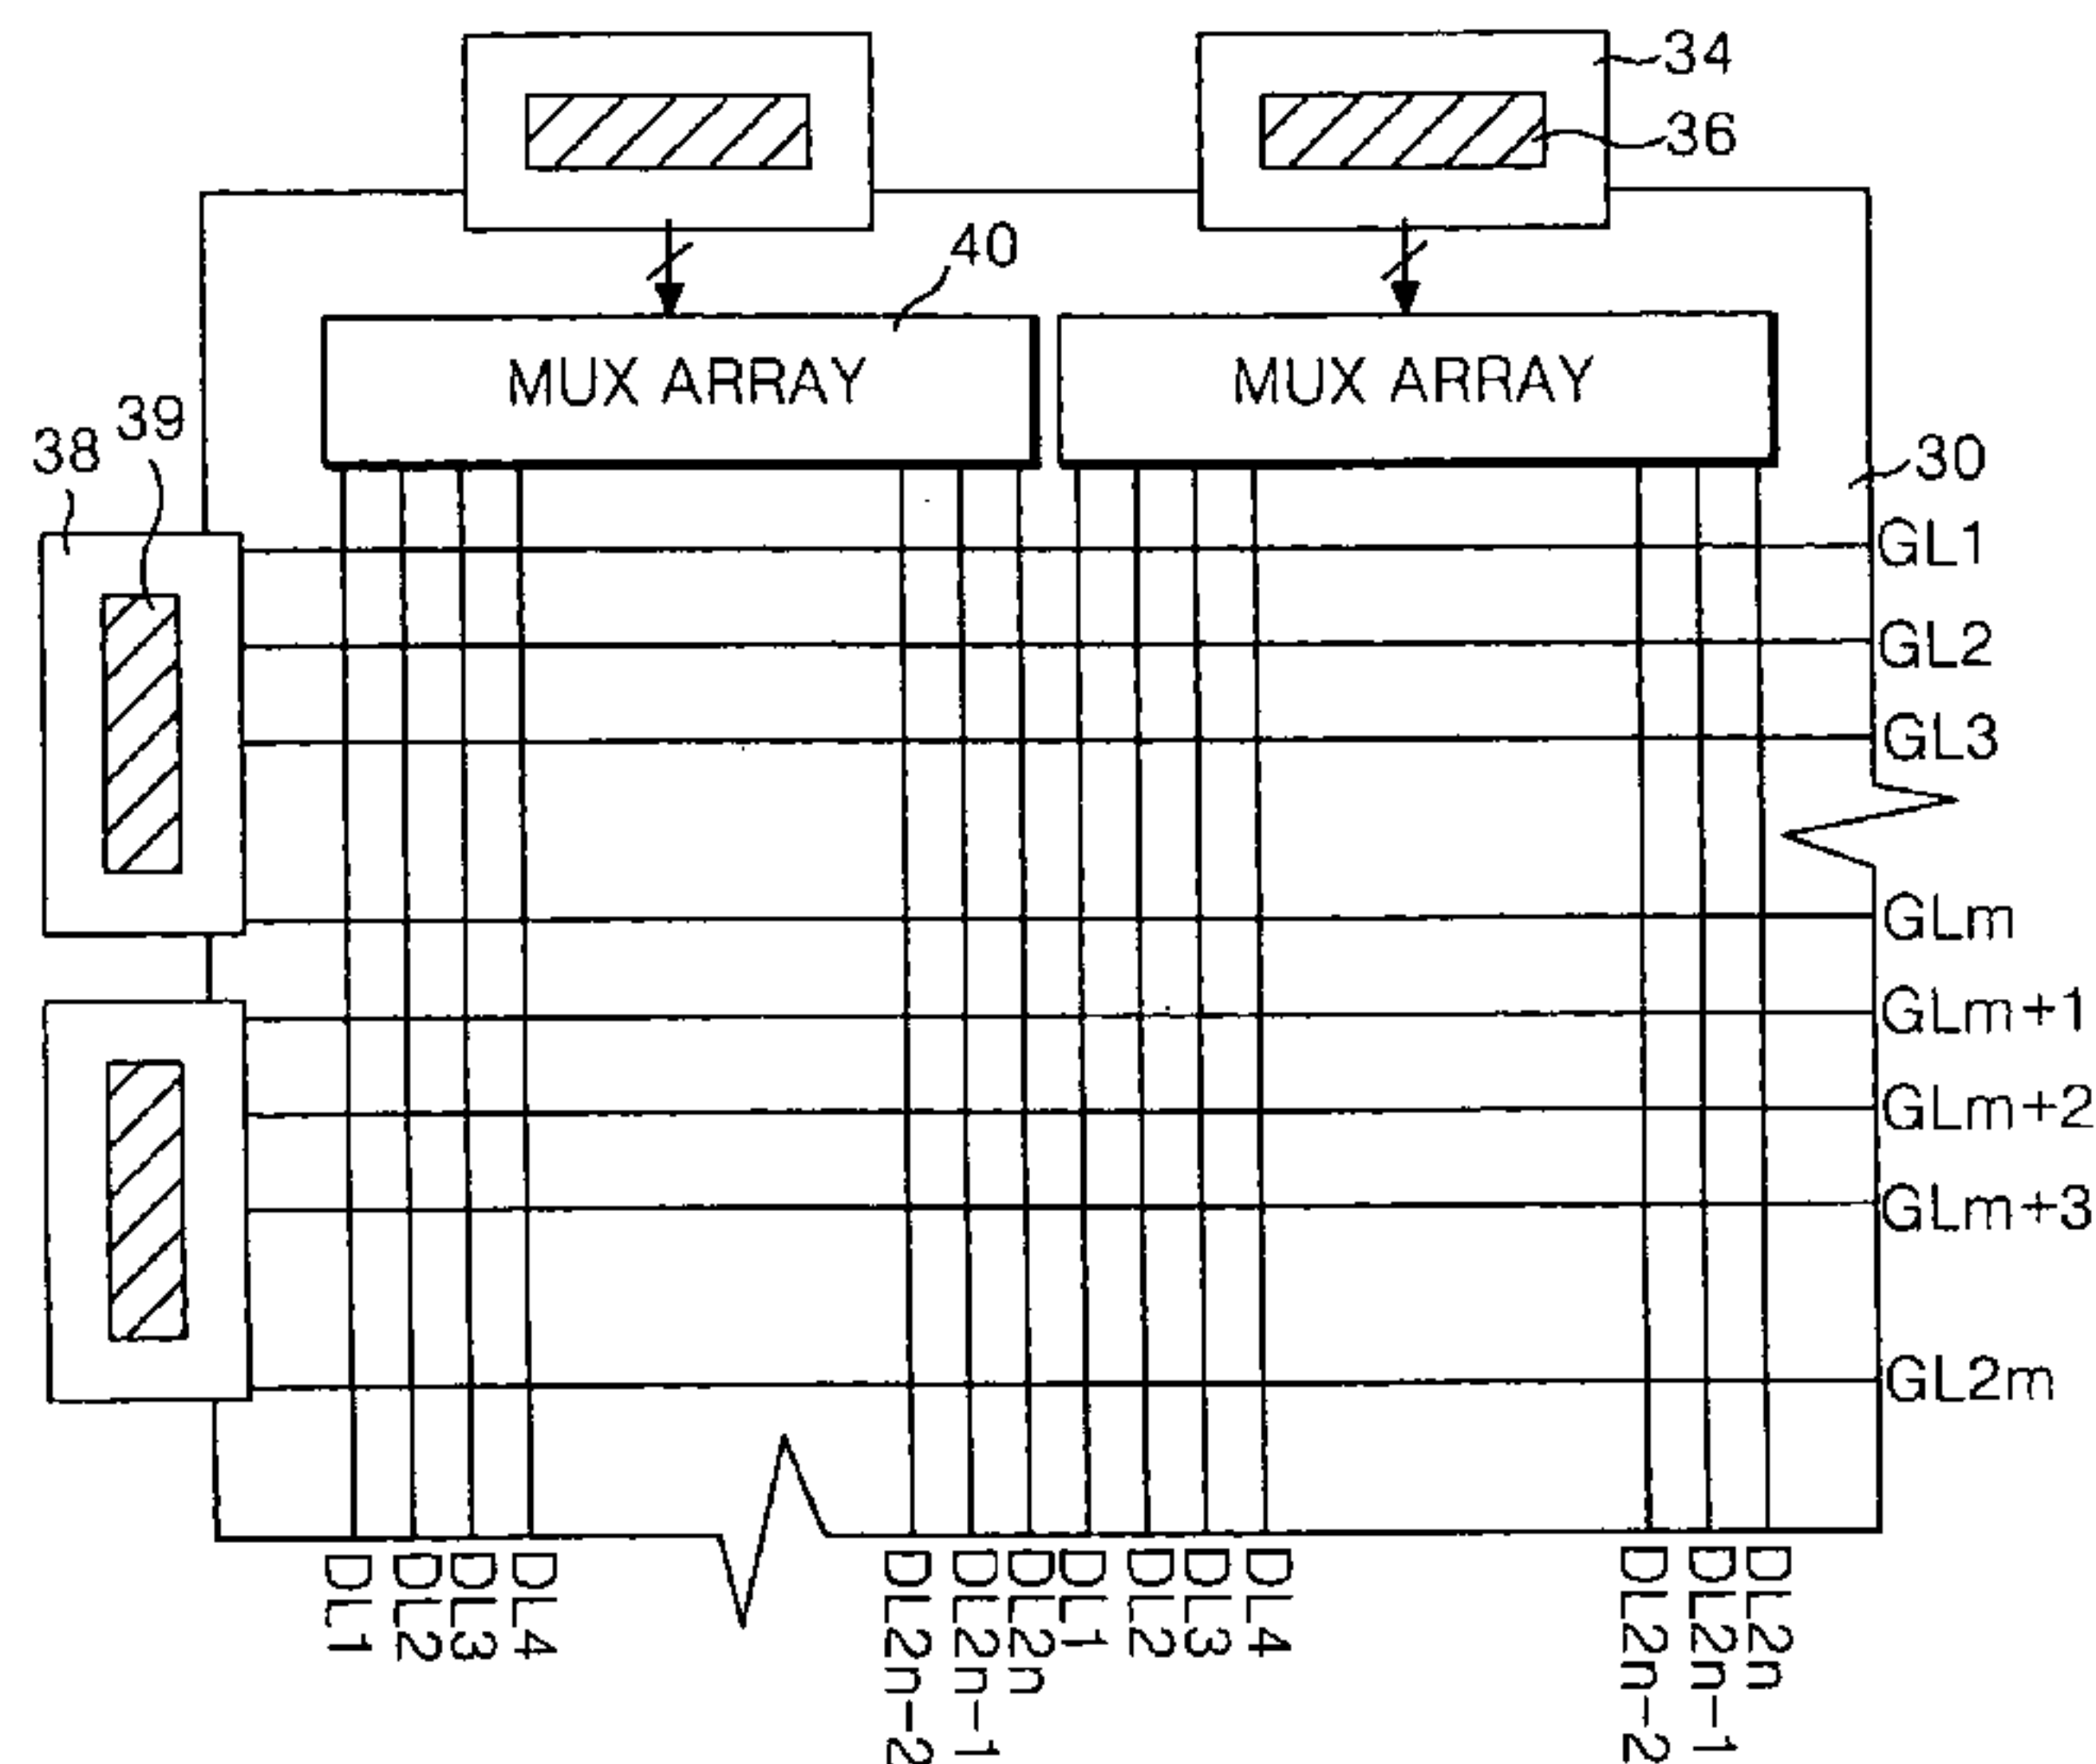 34
36
40
MUX ARRAY
MUX ARRAY
39
38
30
GL1
GL2
GL3
GLm
GLm+1
GLm+2
GLm+3
GL2m
DL1
DL2
DL3
DL4
DL2n-2
DL2n-1
DL2n
DL1
DL2
DL3
DL4
DL2n-2
DL2n-1
DL2n